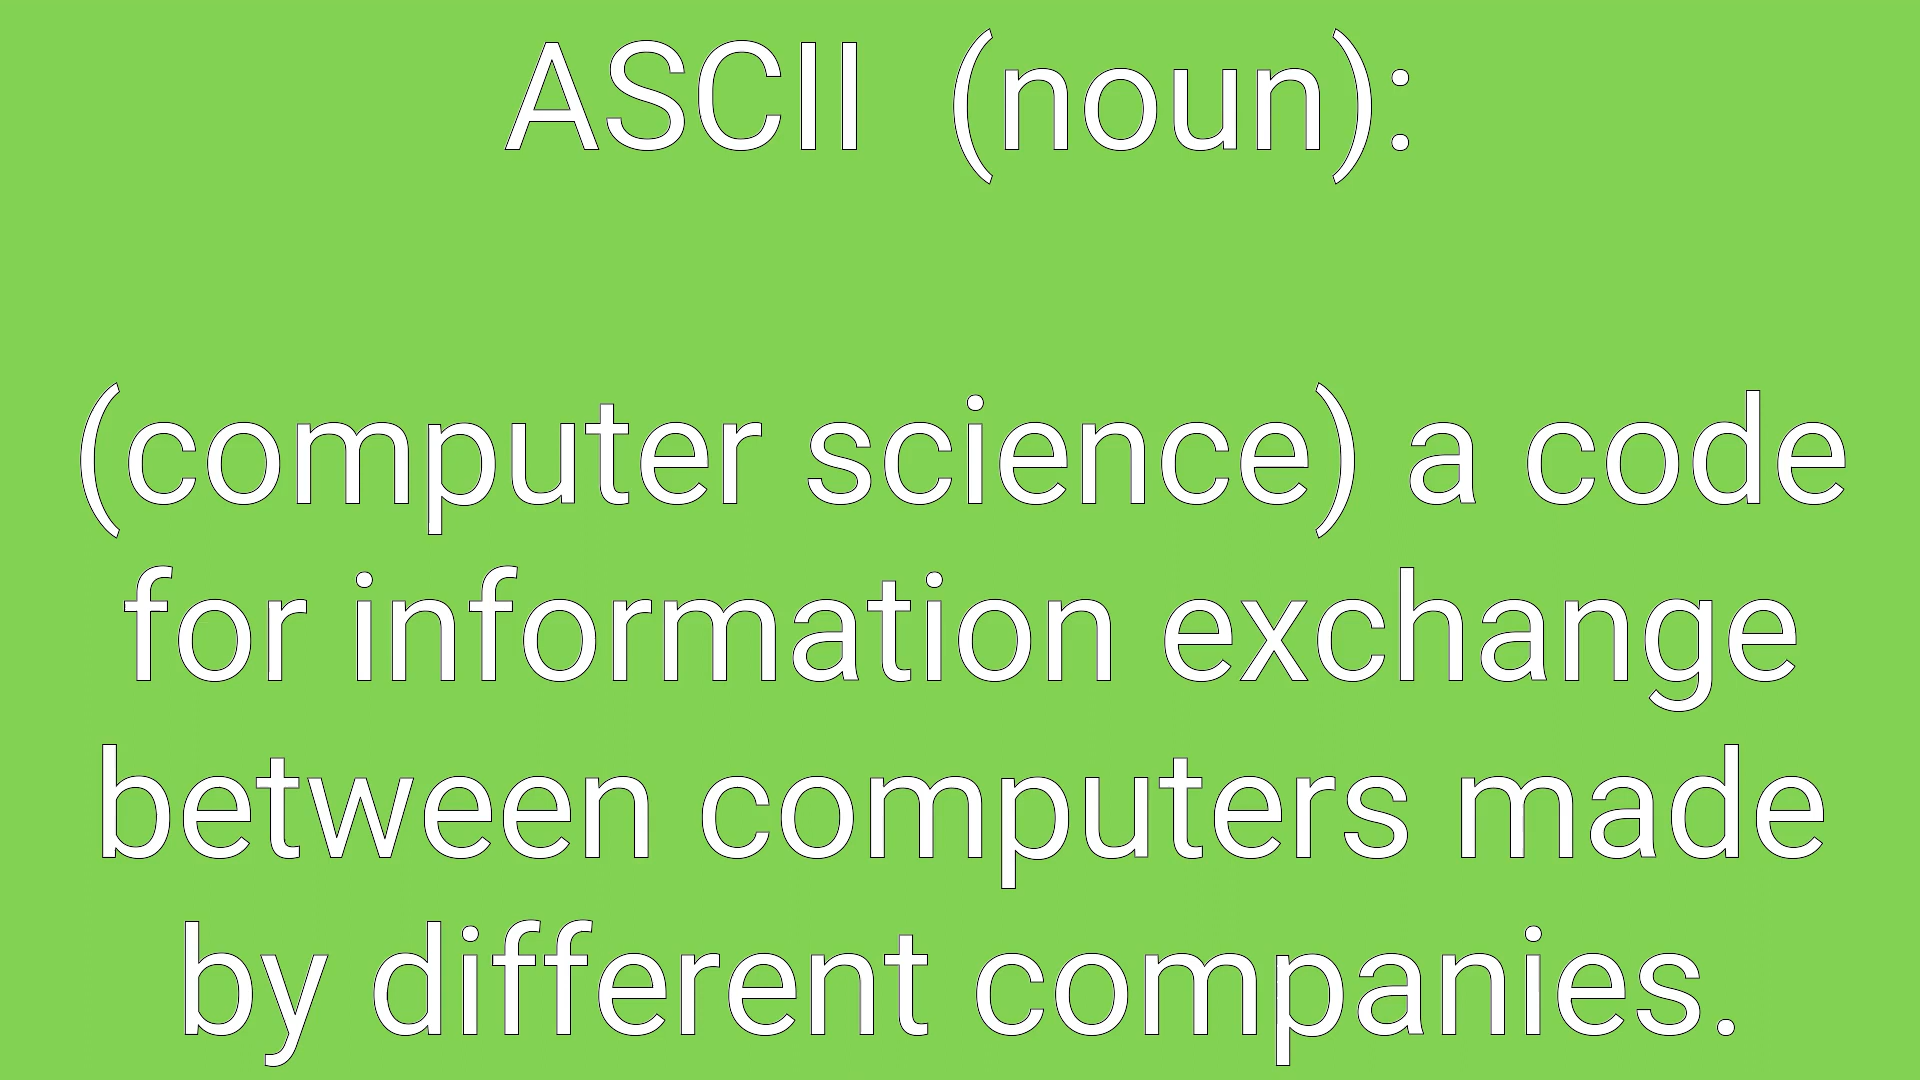 ASCII (noun):
(computer science) a code
for information exchange
between computers made
by different companies.